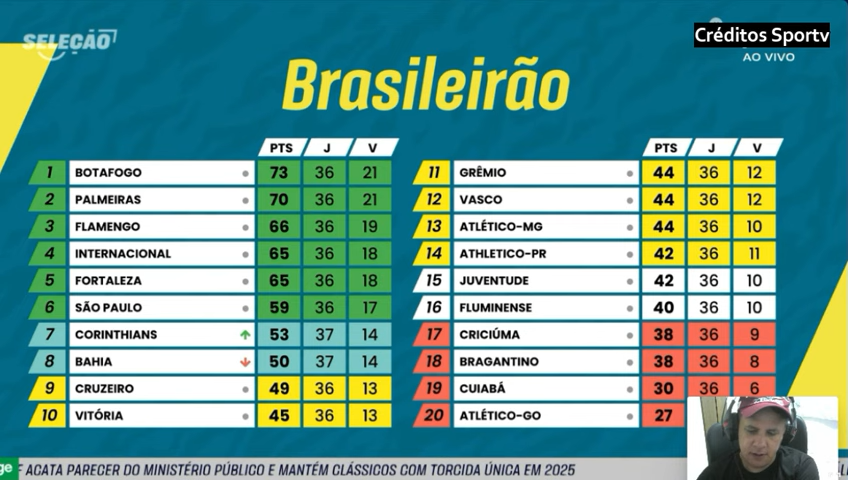 SELEÇÃO
Créditos Sportv
AO VIVO
Brasileirão
PTS J V
1 BOTAFOGO 73 36 21
2 PALMEIRAS 70 36 21
3 FLAMENGO 66 36 19
4 INTERNACIONAL 65 36 18
5 FORTALEZA 65 36 18
6 SÃO PAULO 59 36 17
7 CORINTHIANS 53 37 14
8 BAHIA 50 37 14
9 CRUZEIRO 49 36 13
10 VITÓRIA 45 36 13
PTS J V
11 GRÊMIO 44 36 12
12 VASCO 44 36 12
13 ATLÉTICO-MG 44 36 10
14 ATHLETICO-PR 42 36 11
15 JUVENTUDE 42 36 10
16 FLUMINENSE 40 36 10
17 CRICIÚMA 38 36 9
18 BRAGANTINO 38 36 8
19 CUIABÁ 30 36 6
20 ATLÉTICO-GO 27
ge F ACATA PARECER DO MINISTÉRIO PÚBLICO E MANTÉM CLÁSSICOS COM TORCIDA ÚNICA EM 2025